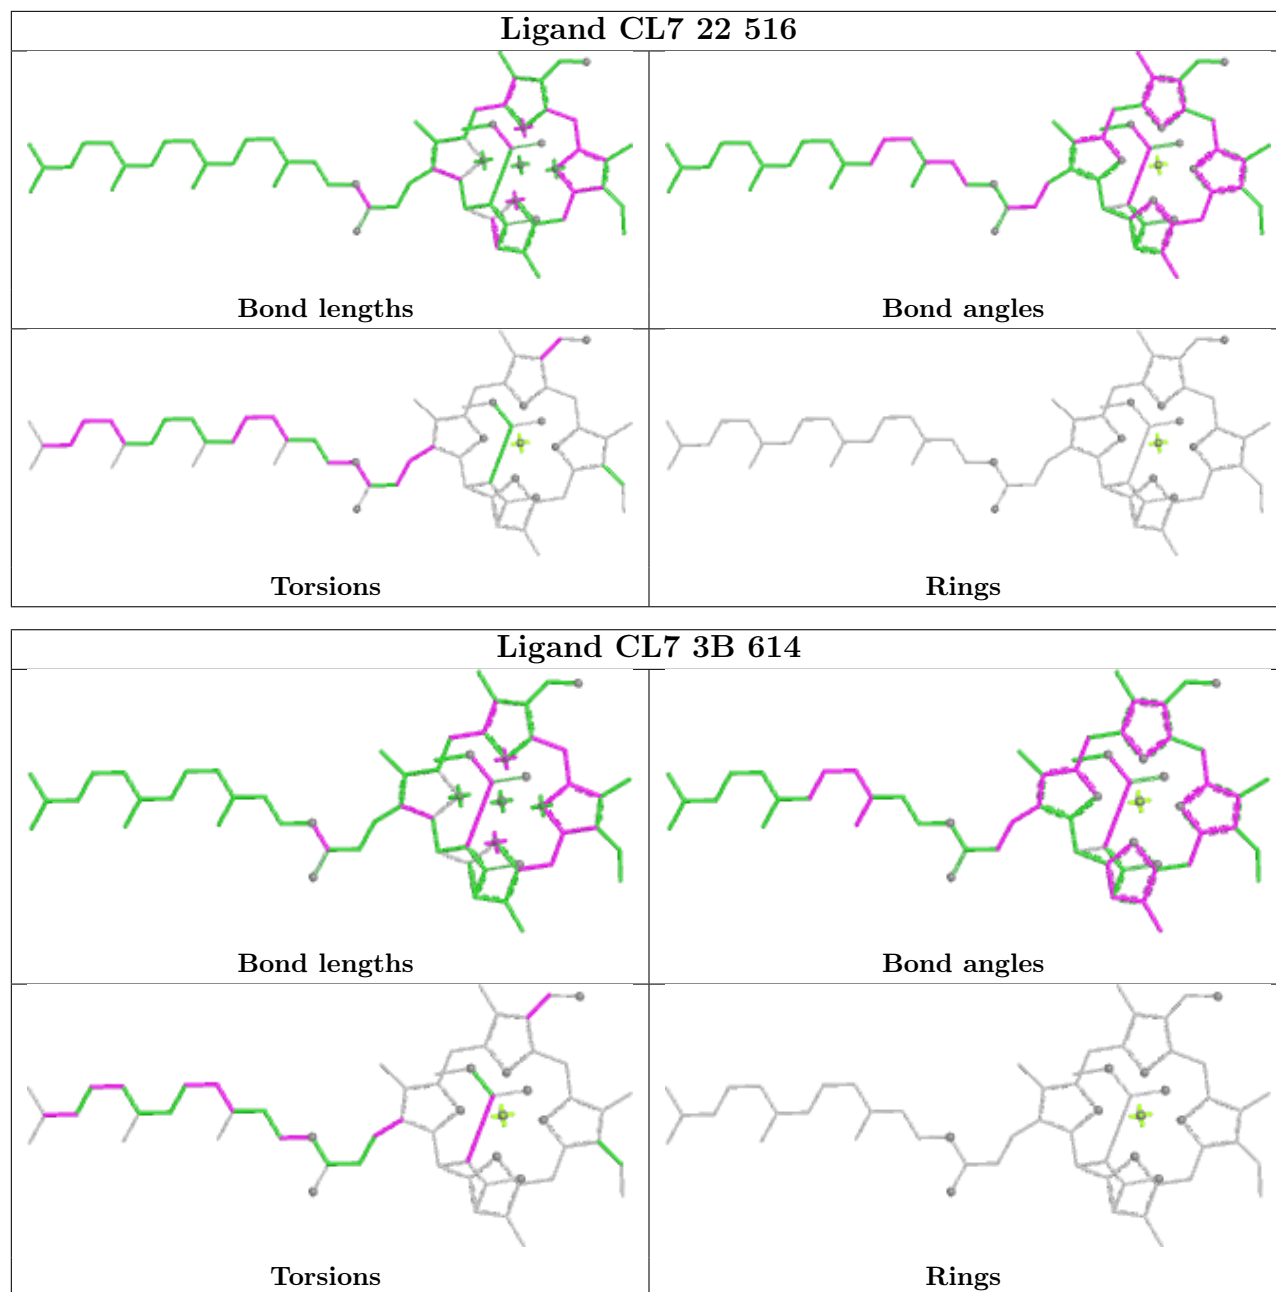 Ligand CL7 22 516
Bond lengths
Bond angles
Torsions
Rings
Ligand CL7 3B 614
Bond lengths
Bond angles
Torsions
Rings